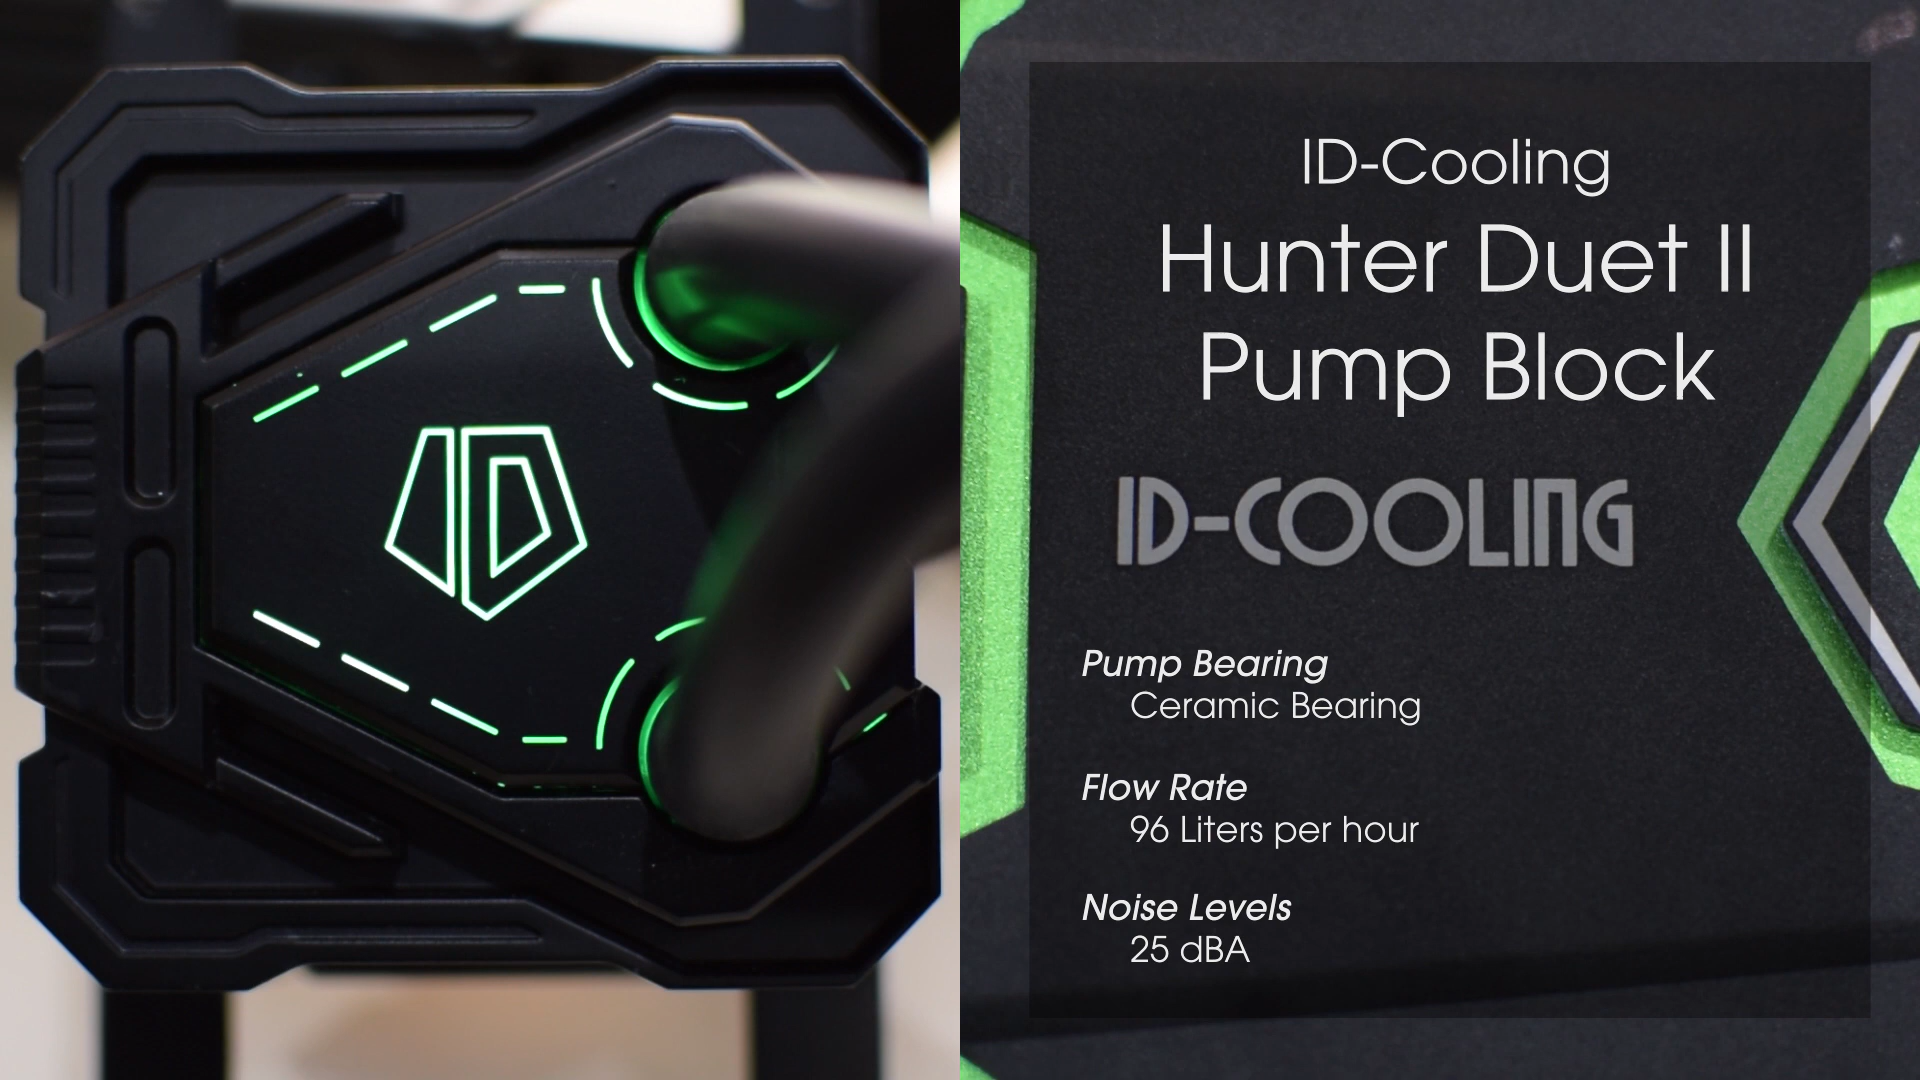 ID
ID-Cooling
Hunter Duet II
Pump Block
ID-COOLING
Pump Bearing
Ceramic Bearing
Flow Rate
96 Liters per hour
Noise Levels
25 dBA